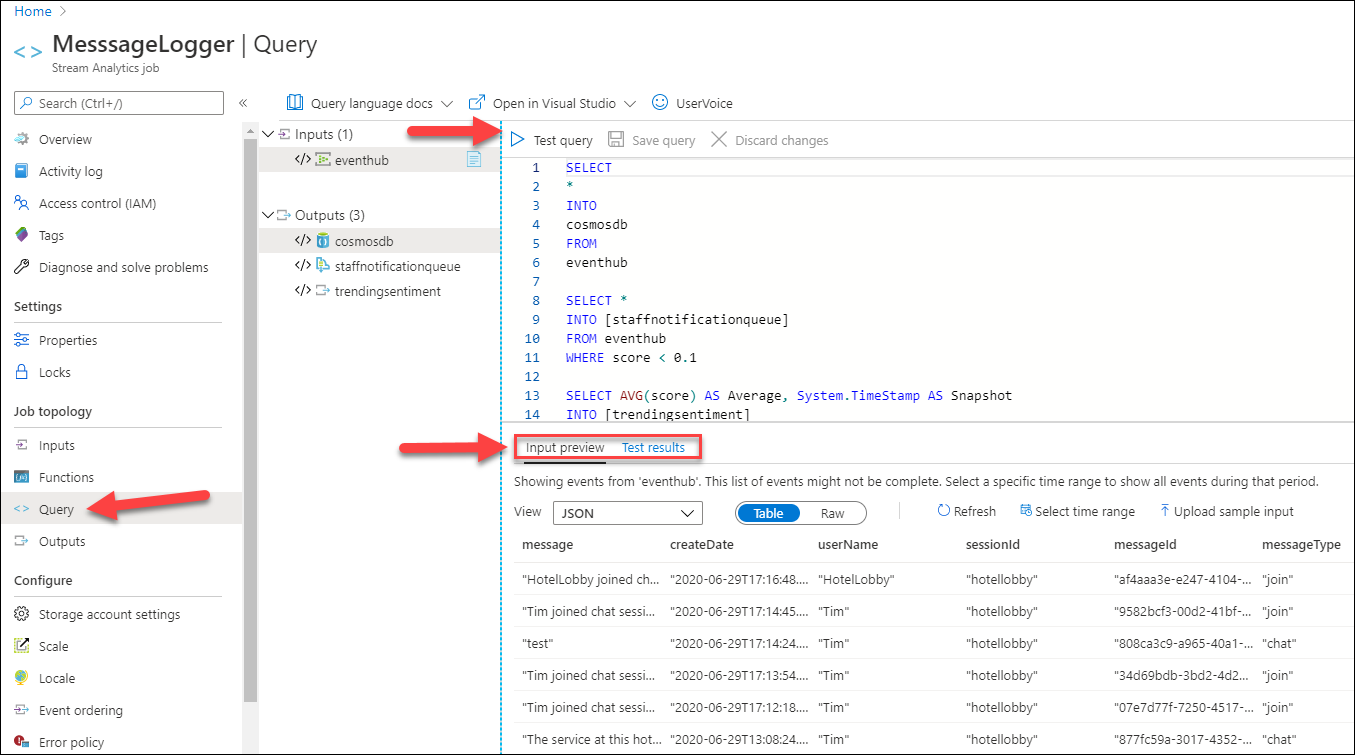 Home >
<> MesssageLogger | Query
Stream Analytics job
Search (Ctrl+/) «
Overview
Activity log
Access control (IAM)
Tags
Diagnose and solve problems
Settings
Properties
Locks
Job topology
Inputs
Functions
<> Query
Outputs
Configure
Storage account settings
Scale
Locale
Event ordering
Error policy
Query language docs Open in Visual Studio UserVoice
Inputs (1)
</> eventhub
Outputs (3)
</> cosmosdb
</> staffnotificationqueue
</> trendingsentiment
Test query Save query Discard changes
1 SELECT
2 *
3 INTO
4 cosmosdb
5 FROM
6 eventhub
7
8 SELECT *
9 INTO [staffnotificationqueue]
10 FROM eventhub
11 WHERE score < 0.1
12
13 SELECT AVG(score) AS Average, System.TimeStamp AS Snapshot
14 INTO [trendingsentiment]
Input preview Test results
Showing events from 'eventhub'. This list of events might not be complete. Select a specific time range to show all events during that period.
View JSON Table Raw Refresh Select time range Upload sample input
message createDate userName sessionId messageId messageType
"HotelLobby joined ch... "2020-06-29T17:16:48.... "HotelLobby" "hotellobby" "af4aaa3e-e247-4104-... "join"
"Tim joined chat sessi... "2020-06-29T17:14:45.... "Tim" "hotellobby" "9582bcf3-00d2-41bf-... "join"
"test" "2020-06-29T17:14:24.... "Tim" "hotellobby" "808ca3c9-a965-40a1-... "chat"
"Tim joined chat sessi... "2020-06-29T17:13:54.... "Tim" "hotellobby" "34d69bdb-3bd2-4d2... "join"
"Tim joined chat sessi... "2020-06-29T17:12:18.... "Tim" "hotellobby" "07e7d77f-7250-4517-... "join"
"The service at this hot... "2020-06-29T13:08:24.... "Tim" "hotellobby" "877fc59a-3017-4352-... "chat"